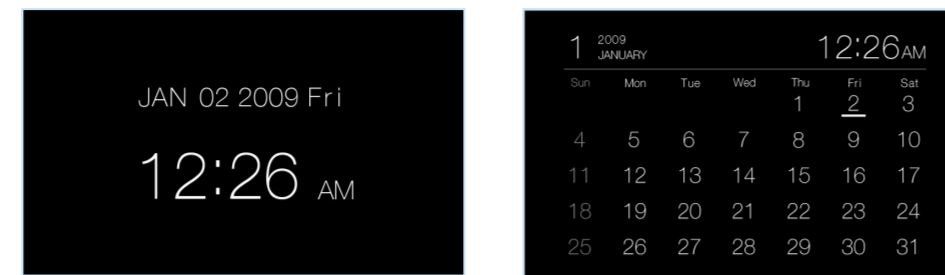 JAN 02 2009 Fri
12:26 AM
1 2009 JANUARY 12:26AM
Sun Mon Tue Wed Thu Fri Sat
1 2 3
4 5 6 7 8 9 10
11 12 13 14 15 16 17
18 19 20 21 22 23 24
25 26 27 28 29 30 31